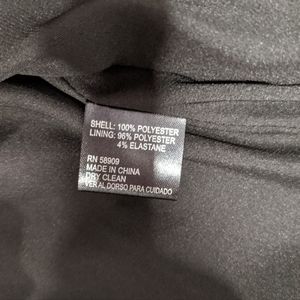 SHELL: 100% POLYESTER
LINING: 96% POLYESTER
4% ELASTANE
RN 58909
MADE IN CHINA
DRY CLEAN
VER AL DORSO PARA CUIDADO